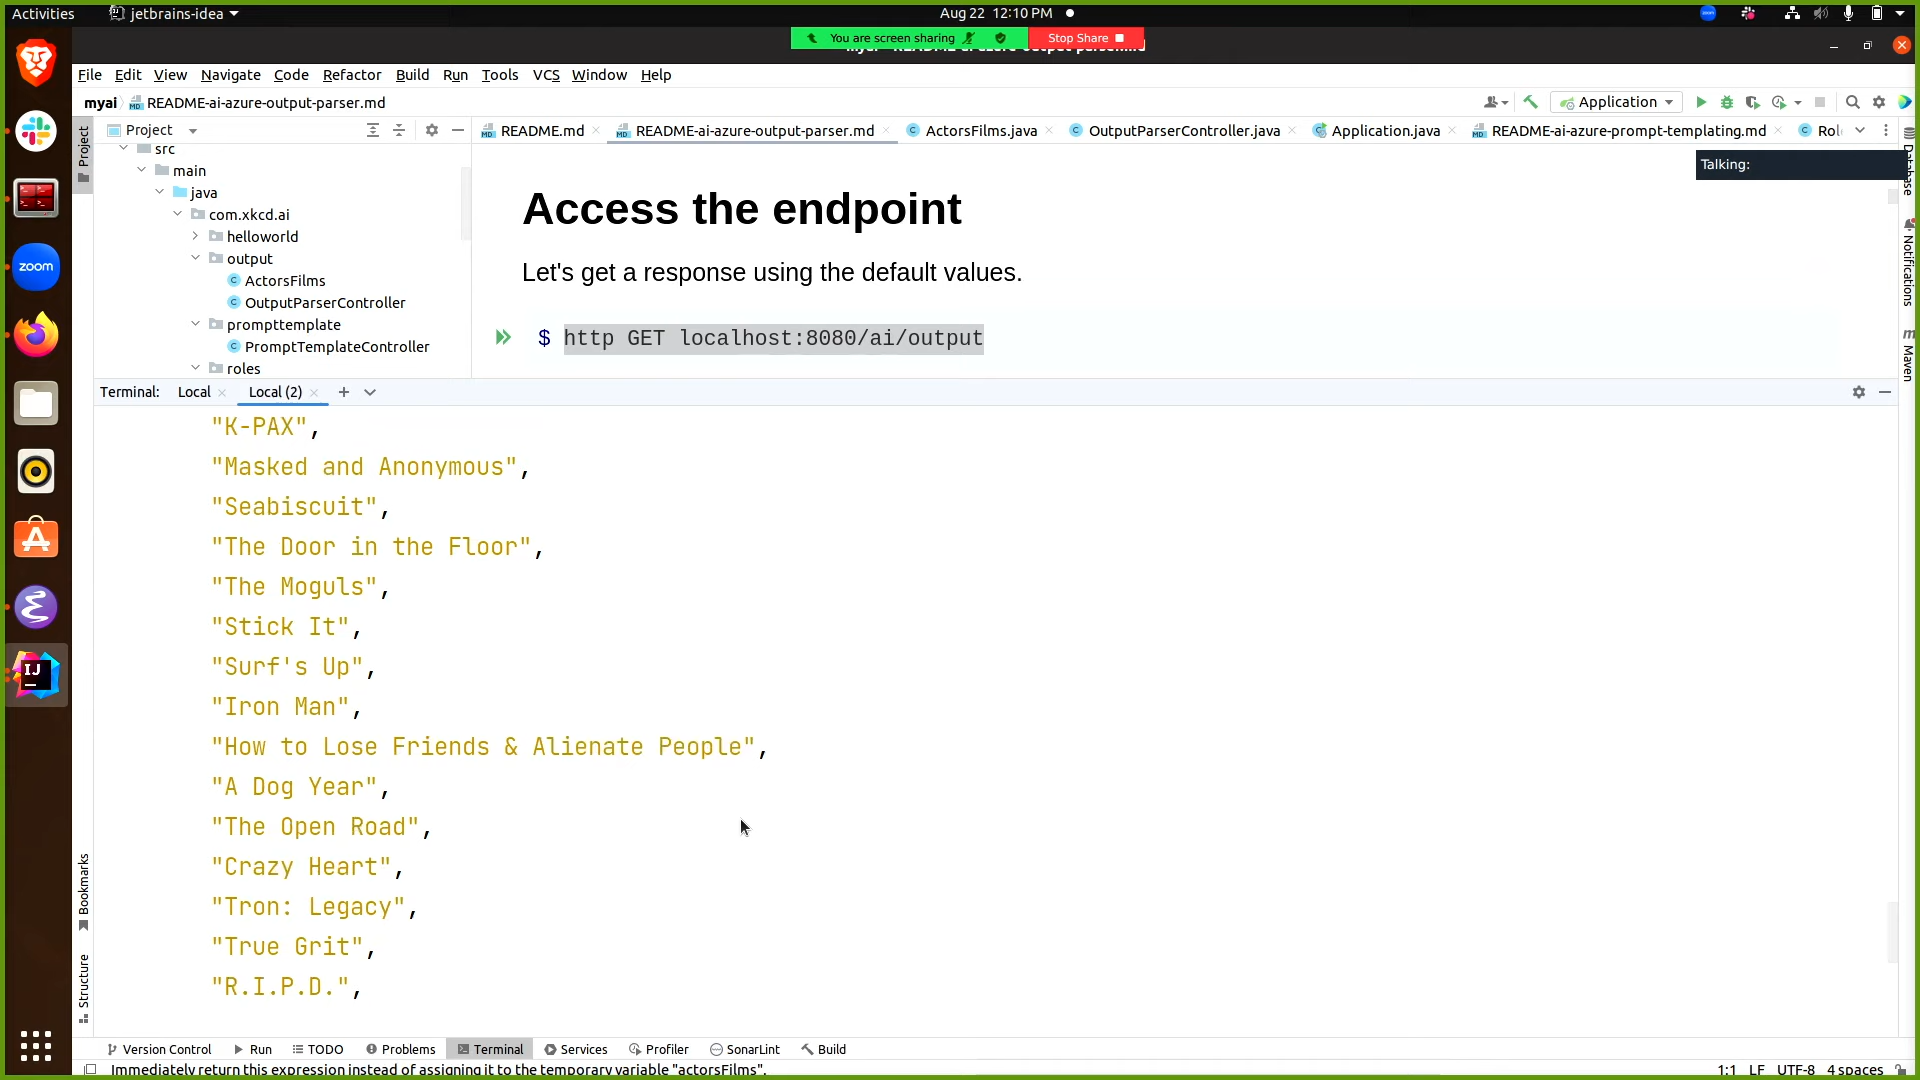 Activities
jetbrains-idea
Aug 22 12:10 PM
zoom
You are screen sharing
Stop Share
File Edit View Navigate Code Refactor Build Run Tools VCS Window Help
myai
README-ai-azure-output-parser.md
Application
Project
README.md
README-ai-azure-output-parser.md
ActorsFilms.java
OutputParserController.java
Application.java
README-ai-azure-prompt-templating.md
Rol
Project
Database
Notifications
Maven
Talking:
src
main
java
com.xkcd.ai
helloworld
output
ActorsFilms
OutputParserController
prompttemplate
PromptTemplateController
roles
Access the endpoint
Let's get a response using the default values.
$ http GET localhost:8080/ai/output
Terminal:
Local
Local (2)
"K-PAX",
"Masked and Anonymous",
"Seabiscuit",
"The Door in the Floor",
"The Moguls",
"Stick It",
"Surf's Up",
"Iron Man",
"How to Lose Friends & Alienate People",
"A Dog Year",
"The Open Road",
"Crazy Heart",
"Tron: Legacy",
"True Grit",
"R.I.P.D.",
zoom
IJ
Bookmarks
Structure
Version Control
Run
TODO
Problems
Terminal
Services
Profiler
SonarLint
Build
Immediately return this expression instead of assigning it to the temporary variable "actorsFilms".
1:1 LF UTF-8 4 spaces